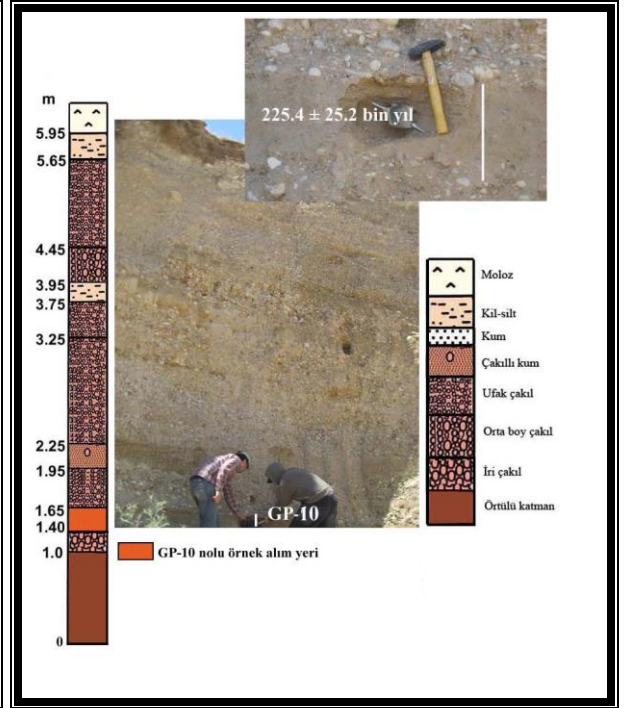 m
5.95
5.65
4.45
3.95
3.75
3.25
2.25
1.95
1.65
1.40
1.0
0
225.4 ± 25.2 bin yıl
GP-10
GP-10 nolu örnek alım yeri
Moloz
Kil-silt
Kum
Çakıllı kum
Ufak çakıl
Orta boy çakıl
İri çakıl
Örtülü katman